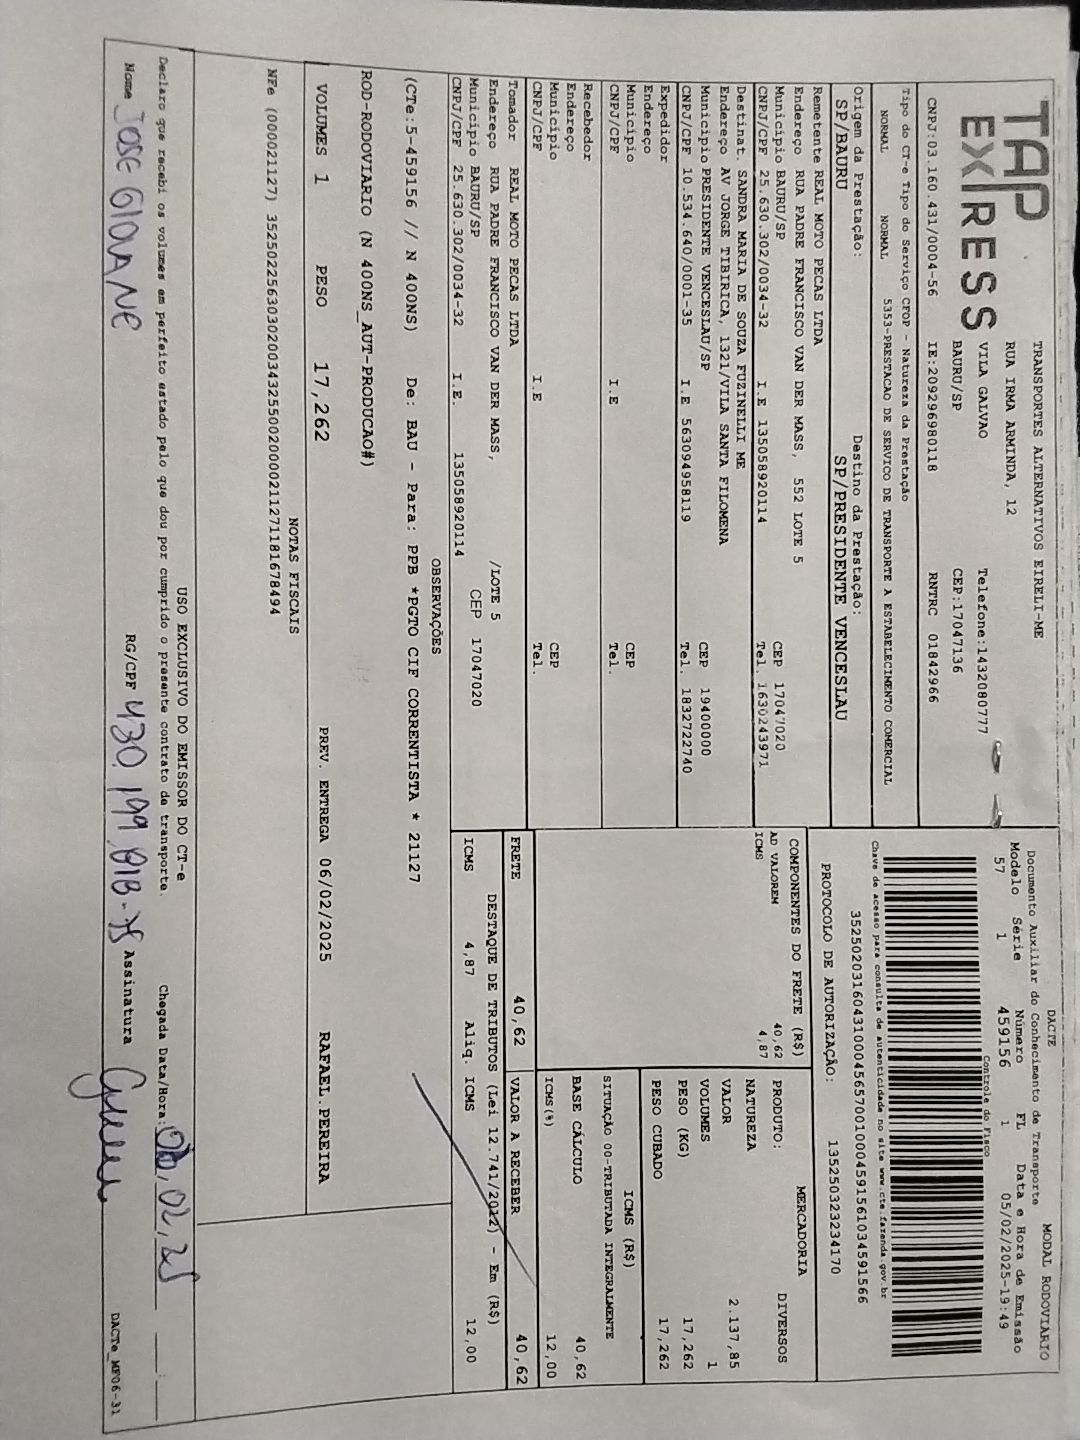 TAP EXPRESS
TRANSPORTES ALTERNATIVOS EIRELI-ME
RUA IRMA ARMINDA, 12
VILA GALVAO
BAURU/SP
Telefone:1432080777
CEP:17047136
CNPJ:03.160.431/0004-56 IE:209296980118 RNTRC 01842966
DACTE MODAL RODOVIÁRIO
Documento Auxiliar do Conhecimento de Transporte
Modelo Série Número FL Data e Hora de Emissão
57 1 459156 1 05/02/2025-19:49
Controle do Fisco
Chave de acesso para consulta de autenticidade no site www.cte.fazenda.gov.br
35250203160431000456570010004591561034591566
PROTOCOLO DE AUTORIZAÇÃO: 135250323234170
Tipo do CT-e Tipo do Serviço CFOP - Natureza da Prestação
NORMAL NORMAL 5353-PRESTACAO DE SERVICO DE TRANSPORTE A ESTABELECIMENTO COMERCIAL
Origem da Prestação: Destino da Prestação:
SP/BAURU SP/PRESIDENTE VENCESLAU
Remetente REAL MOTO PECAS LTDA
Endereço RUA PADRE FRANCISCO VAN DER MASS, 552 LOTE 5
Município BAURU/SP CEP 17047020
CNPJ/CPF 25.630.302/0034-32 I.E 135058920114 Tel. 1630243971
Destinat. SANDRA MARIA DE SOUZA FUZINELLI ME
Endereço AV JORGE TIBIRICA, 1321/VILA SANTA FILOMENA
Município PRESIDENTE VENCESLAU/SP CEP 19400000
CNPJ/CPF 10.534.640/0001-35 I.E 563094958119 Tel. 1832722740
Expedidor
Endereço
Município CEP
CNPJ/CPF I.E Tel.
Recebedor
Endereço
Município CEP
CNPJ/CPF I.E Tel.
Tomador REAL MOTO PECAS LTDA
Endereço RUA PADRE FRANCISCO VAN DER MASS, /LOTE 5
Município BAURU/SP CEP 17047020
CNPJ/CPF 25.630.302/0034-32 I.E. 135058920114
COMPONENTES DO FRETE (R$)
AD VALOREM 40,62
ICMS 4,87
MERCADORIA
PRODUTO: DIVERSOS
NATUREZA
VALOR 2.137,85
VOLUMES 1
PESO (KG) 17,262
PESO CUBADO 17,262
ICMS (R$)
SITUAÇÃO 00-TRIBUTADA INTEGRALMENTE
BASE CÁLCULO 40,62
ICMS(%) 12,00
FRETE 40,62 VALOR A RECEBER 40,62
DESTAQUE DE TRIBUTOS (Lei 12.741/2012) - Em (R$)
ICMS 4,87 Aliq. ICMS 12,00
OBSERVAÇÕES
(CTe:5-459156 // N 400NS) De: BAU - Para: PPB *PGTO CIF CORRENTISTA * 21127
ROD-RODOVIARIO (N 400NS_AUT-PRODUCAO#)
VOLUMES 1 PESO 17,262 PREV. ENTREGA 06/02/2025 RAFAEL.PEREIRA
NOTAS FISCAIS
NFe (000021127) 35250225630302003432550020000211271181678494
USO EXCLUSIVO DO EMISSOR DO CT-e
Declaro que recebi os volumes em perfeito estado pelo que dou por cumprido o presente contrato de transporte. Chegada Data/Hora: 02,25
Nome JOSE GIOVANE RG/CPF 430.199.818-75 Assinatura
DACTe_MF06-31